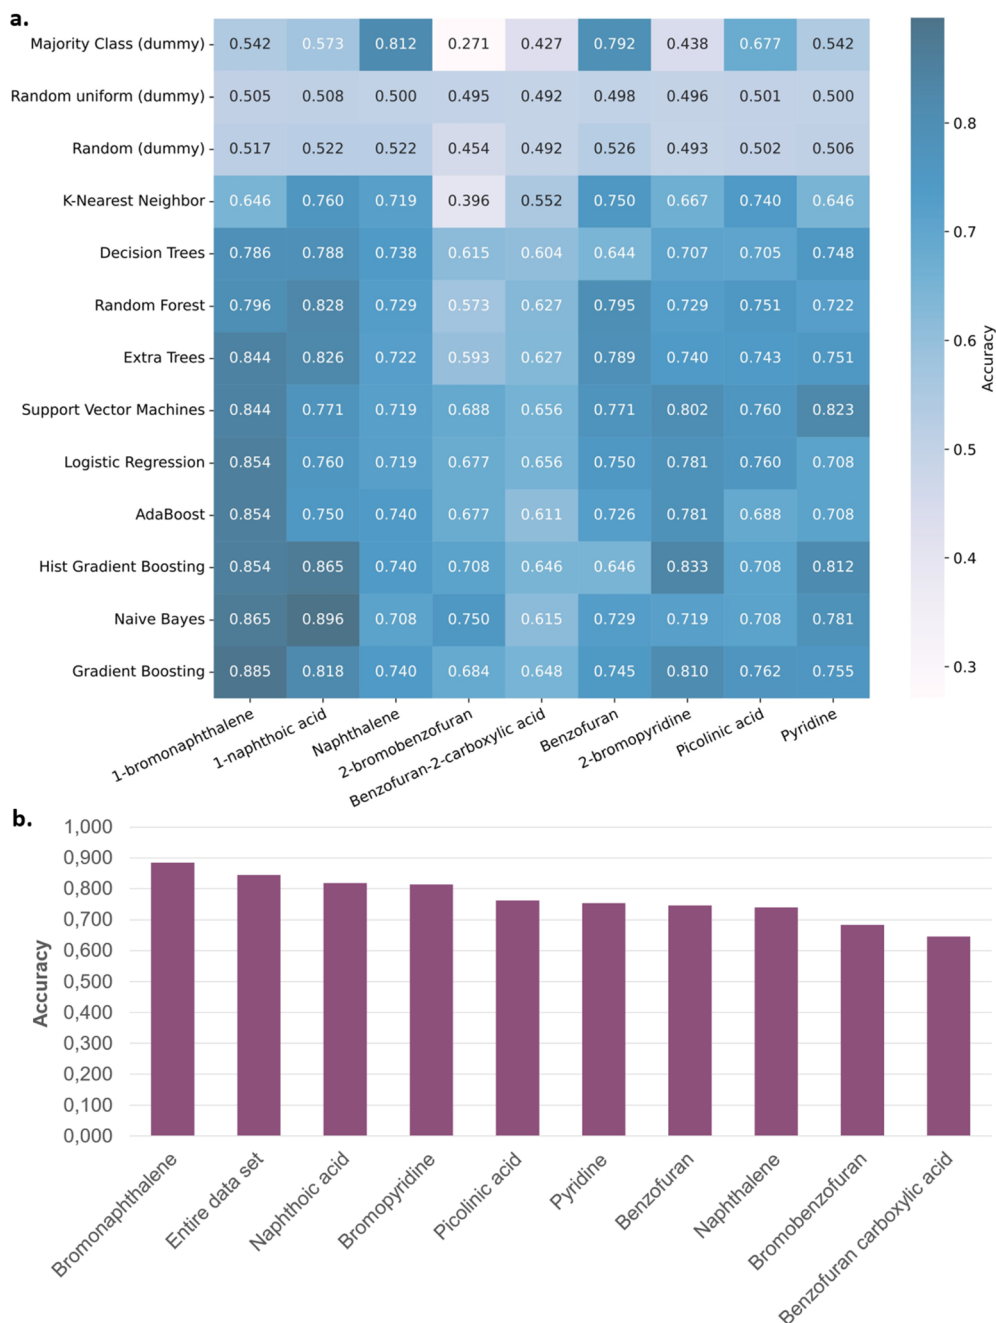 a.
Majority Class (dummy) 0.542 0.573 0.812 0.271 0.427 0.792 0.438 0.677 0.542
Random uniform (dummy) 0.505 0.508 0.500 0.495 0.492 0.498 0.496 0.501 0.500
Random (dummy) 0.517 0.522 0.522 0.454 0.492 0.526 0.493 0.502 0.506
K-Nearest Neighbor 0.646 0.760 0.719 0.396 0.552 0.750 0.667 0.740 0.646
Decision Trees 0.786 0.788 0.738 0.615 0.604 0.644 0.707 0.705 0.748
Random Forest 0.796 0.828 0.729 0.573 0.627 0.795 0.729 0.751 0.722
Extra Trees 0.844 0.826 0.722 0.593 0.627 0.789 0.740 0.743 0.751
Support Vector Machines 0.844 0.771 0.719 0.688 0.656 0.771 0.802 0.760 0.823
Logistic Regression 0.854 0.760 0.719 0.677 0.656 0.750 0.781 0.760 0.708
AdaBoost 0.854 0.750 0.740 0.677 0.611 0.726 0.781 0.688 0.708
Hist Gradient Boosting 0.854 0.865 0.740 0.708 0.646 0.646 0.833 0.708 0.812
Naive Bayes 0.865 0.896 0.708 0.750 0.615 0.729 0.719 0.708 0.781
Gradient Boosting 0.885 0.818 0.740 0.684 0.648 0.745 0.810 0.762 0.755
1-bromonaphthalene
1-naphthoic acid
Naphthalene
2-bromobenzofuran
Benzofuran-2-carboxylic acid
Benzofuran
2-bromopyridine
Picolinic acid
Pyridine
0.8
0.7
0.6
0.5
0.4
0.3
Accuracy
b.
1,000
0,900
0,800
0,700
0,600
0,500
0,400
0,300
0,200
0,100
0,000
Accuracy
Bromonaphthalene
Entire data set
Naphthoic acid
Bromopyridine
Picolinic acid
Pyridine
Benzofuran
Naphthalene
Bromobenzofuran
Benzofuran carboxylic acid